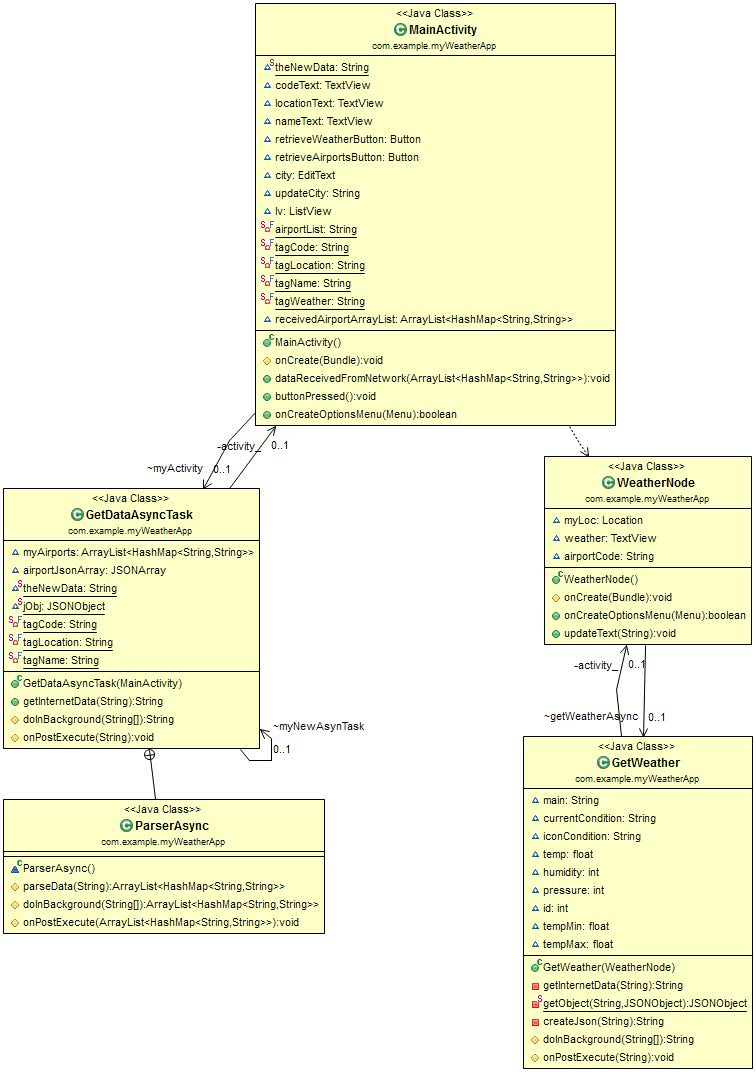 <<Java Class>>
MainActivity
com.example.myWeatherApp
theNewData: String
codeText: TextView
locationText: TextView
nameText: TextView
retrieveWeatherButton: Button
retrieveAirportsButton: Button
city: EditText
updateCity: String
lv: ListView
airportList: String
tagCode: String
tagLocation: String
tagName: String
tagWeather: String
receivedAirportArrayList: ArrayList<HashMap<String,String>>
MainActivity()
onCreate(Bundle):void
dataReceivedFromNetwork(ArrayList<HashMap<String,String>>):void
buttonPressed():void
onCreateOptionsMenu(Menu):boolean
-activity_ 0..1
~myActivity 0..1
<<Java Class>>
GetDataAsyncTask
com.example.myWeatherApp
myAirports: ArrayList<HashMap<String,String>>
airportJsonArray: JSONArray
theNewData: String
jObj: JSONObject
tagCode: String
tagLocation: String
tagName: String
GetDataAsyncTask(MainActivity)
getInternetData(String):String
doInBackground(String[]):String
onPostExecute(String):void
~myNewAsynTask
0..1
<<Java Class>>
ParserAsync
com.example.myWeatherApp
ParserAsync()
parseData(String):ArrayList<HashMap<String,String>>
doInBackground(String[]):ArrayList<HashMap<String,String>>
onPostExecute(ArrayList<HashMap<String,String>>):void
<<Java Class>>
WeatherNode
com.example.myWeatherApp
myLoc: Location
weather: TextView
airportCode: String
WeatherNode()
onCreate(Bundle):void
onCreateOptionsMenu(Menu):boolean
updateText(String):void
-activity_ 0..1
~getWeatherAsync 0..1
<<Java Class>>
GetWeather
com.example.myWeatherApp
main: String
currentCondition: String
iconCondition: String
temp: float
humidity: int
pressure: int
id: int
tempMin: float
tempMax: float
GetWeather(WeatherNode)
getInternetData(String):String
getObject(String,JSONObject):JSONObject
createJson(String):String
doInBackground(String[]):String
onPostExecute(String):void